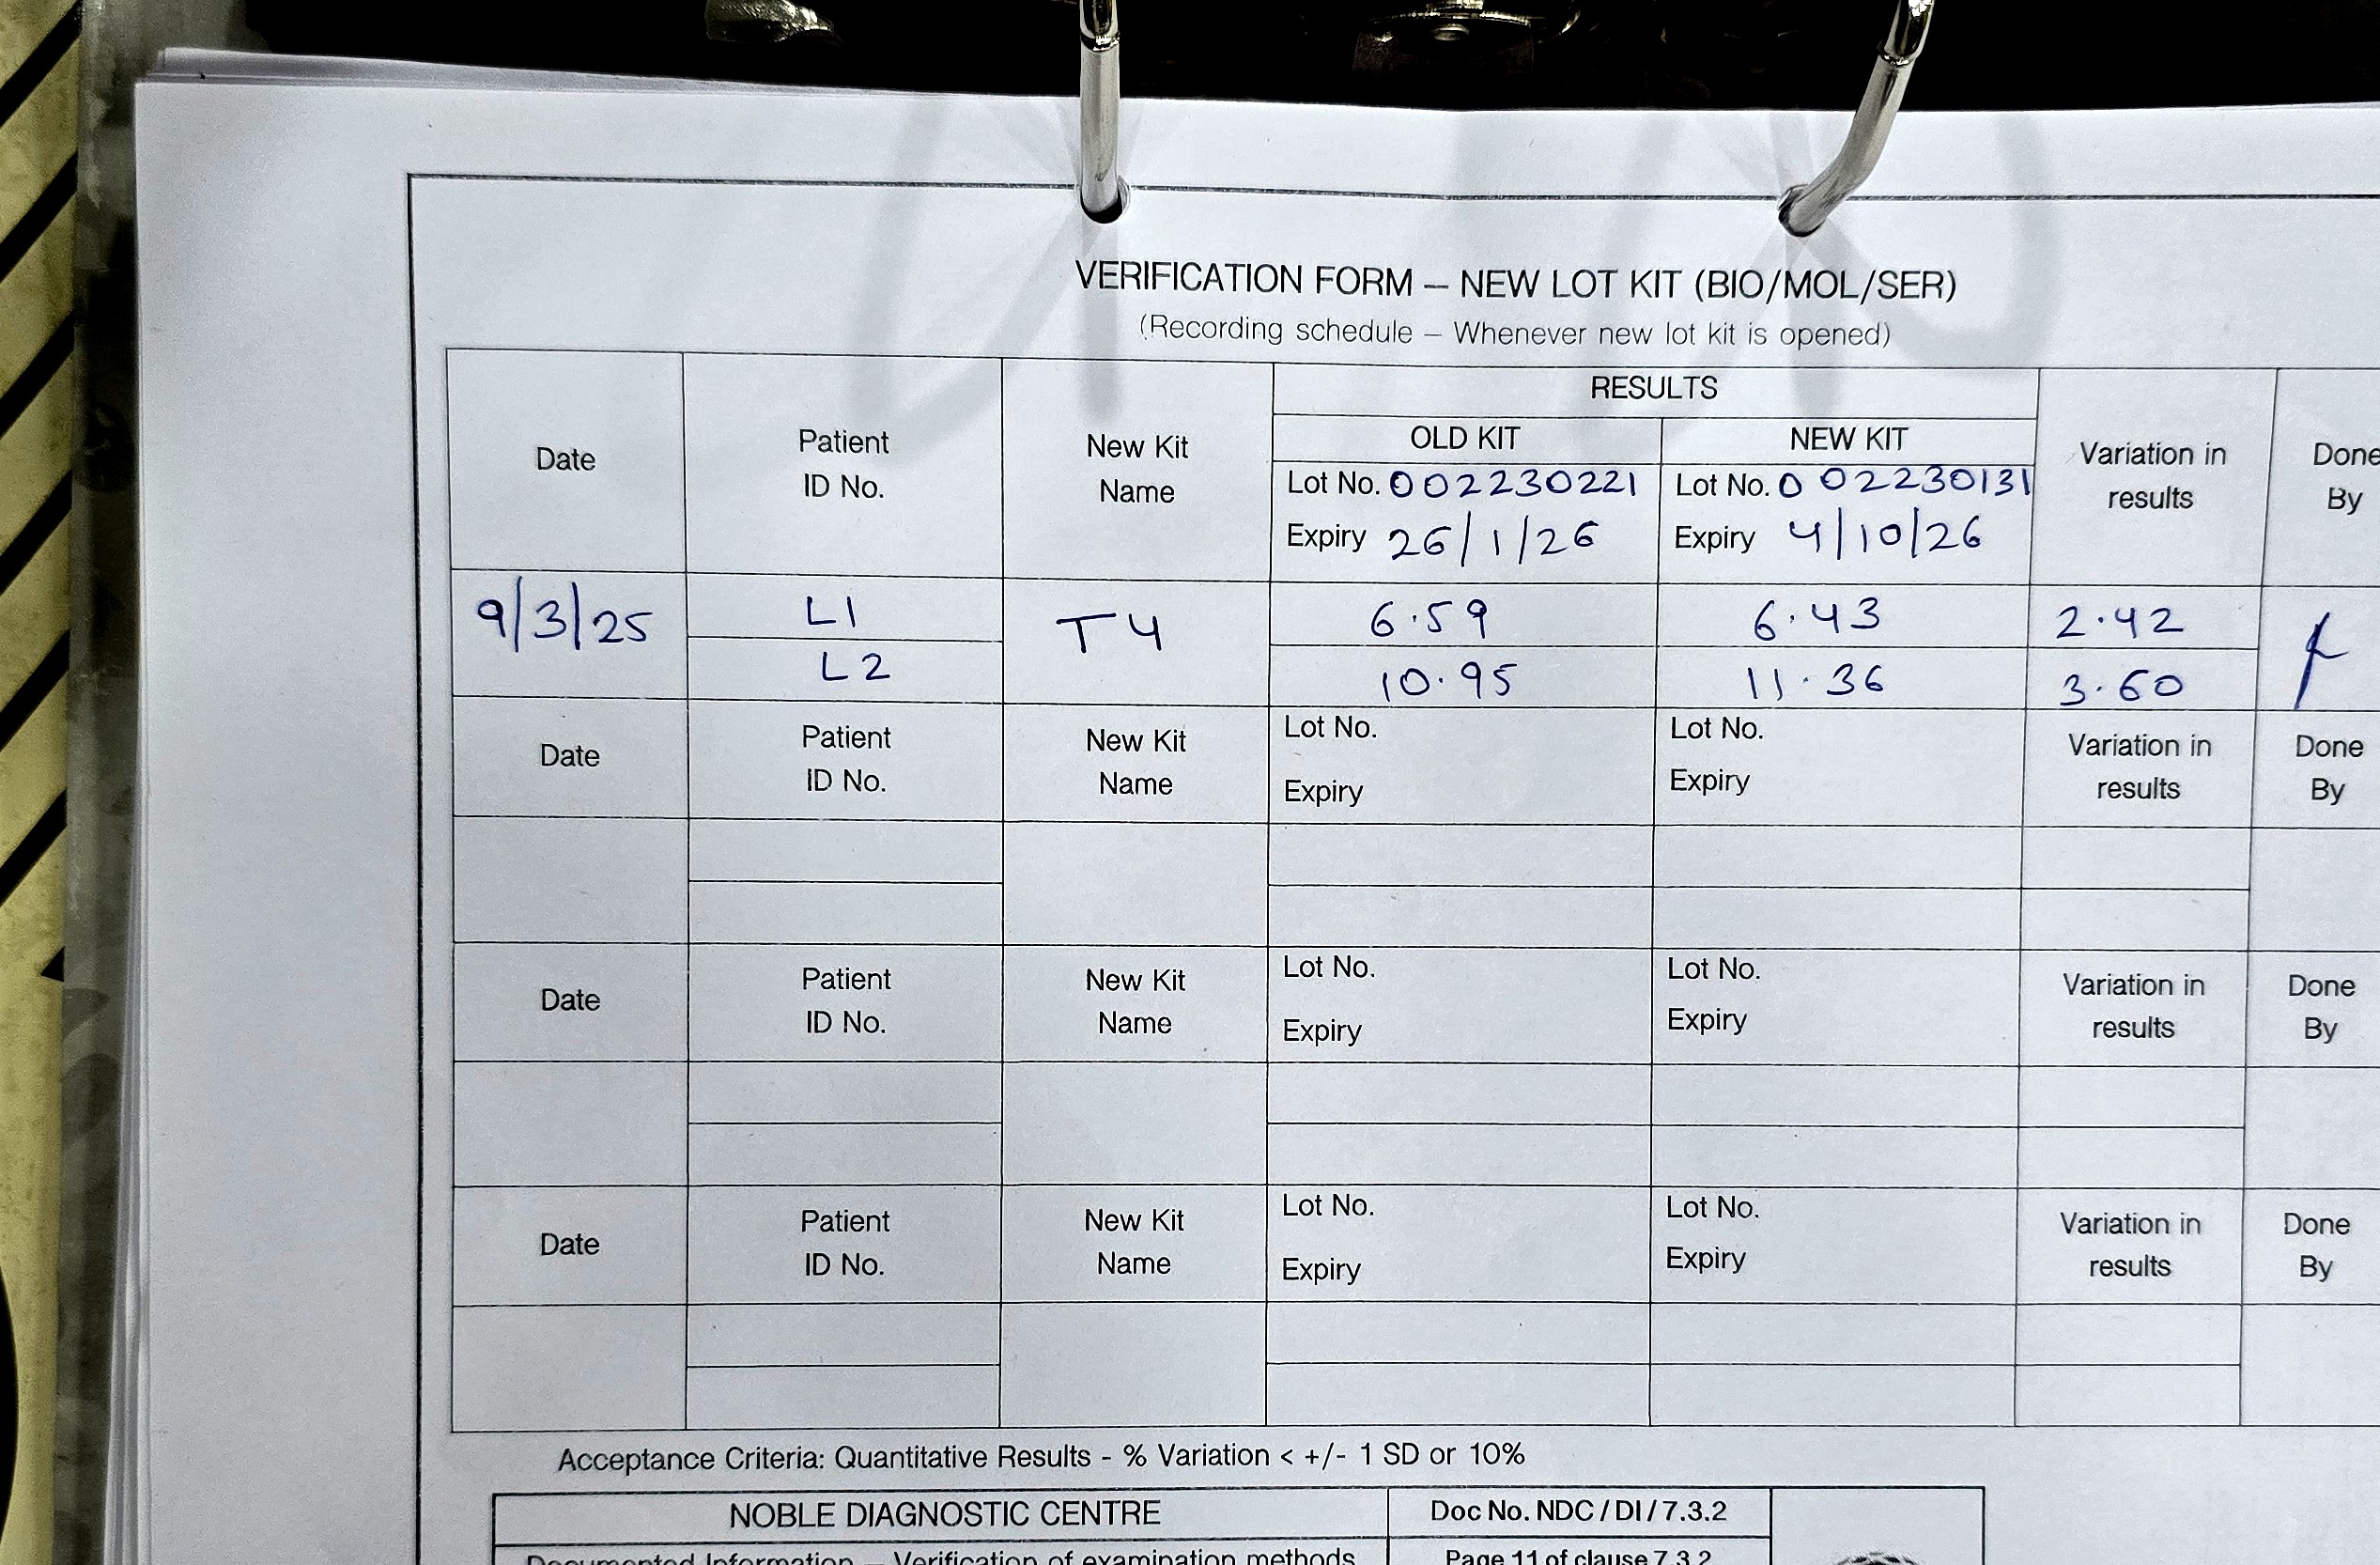 VERIFICATION FORM – NEW LOT KIT (BIO/MOL/SER)
(Recording schedule – Whenever new lot kit is opened)
Date
Patient
ID No.
New Kit
Name
RESULTS
OLD KIT
NEW KIT
Lot No. 002230221
Lot No. 002230131
Expiry 26/1/26
Expiry 4/10/26
Variation in
results
Done
By
9/3/25
L1
L2
T4
6.59
6.43
2.42
10.95
11.36
3.60
Date
Patient
ID No.
New Kit
Name
Lot No.
Expiry
Lot No.
Expiry
Variation in
results
Done
By
Date
Patient
ID No.
New Kit
Name
Lot No.
Expiry
Lot No.
Expiry
Variation in
results
Done
By
Date
Patient
ID No.
New Kit
Name
Lot No.
Expiry
Lot No.
Expiry
Variation in
results
Done
By
Acceptance Criteria: Quantitative Results - % Variation < +/- 1 SD or 10%
NOBLE DIAGNOSTIC CENTRE
Doc No. NDC / DI / 7.3.2
Documented Information – Verification of examination methods
Page 11 of clause 7.3.2